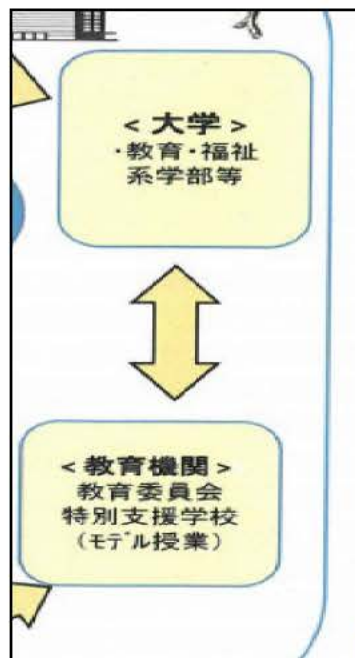 < 大学 >
・教育・福祉
系学部等
< 教育機関 >
教育委員会
特別支援学校
(ﾓﾃﾞﾙ授業)